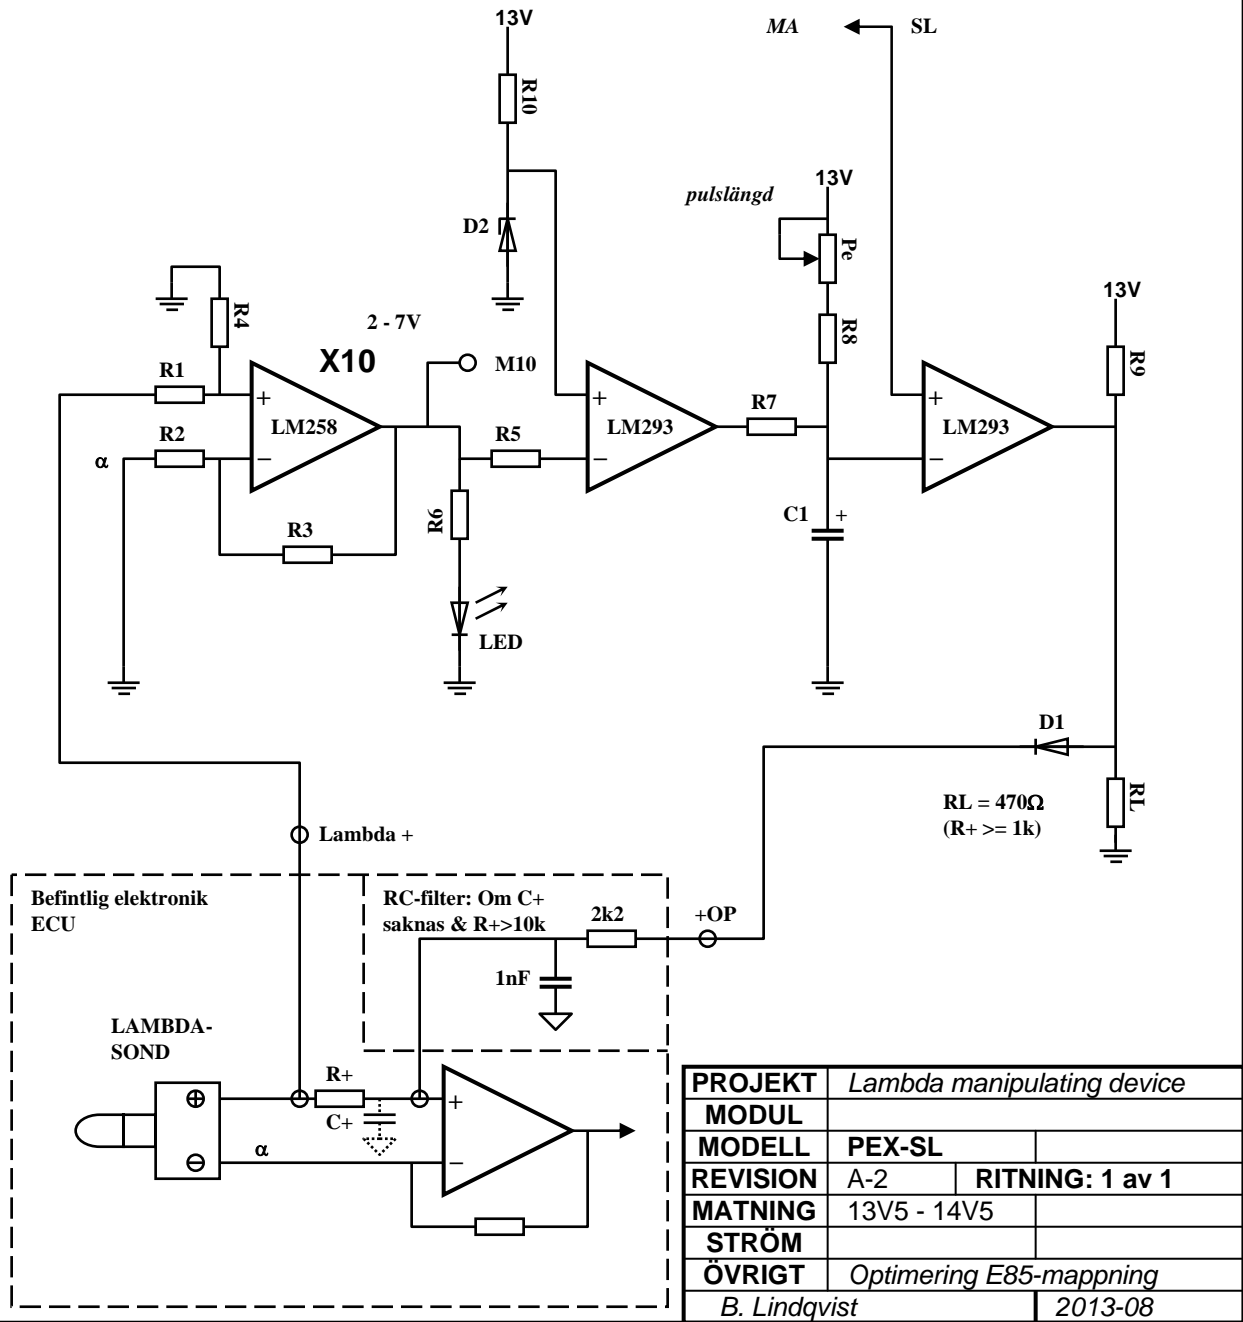 13V
MA
SL
R10
13V
pulslängd
D2
Pe
13V
R4
2 - 7V
R8
X10
M10
R9
R1
+
LM258
+
LM293
R7
+
LM293
R2
α
−
R5
−
−
R3
R6
C1
+
LED
D1
RL = 470Ω
(R+ >= 1k)
RL
Lambda +
Befintlig elektronik
ECU
RC-filter: Om C+
saknas & R+>10k
2k2
+OP
1nF
LAMBDA-
SOND
R+
+
C+
α
−
PROJEKT Lambda manipulating device
MODUL
MODELL PEX-SL
REVISION A-2 RITNING: 1 av 1
MATNING 13V5 - 14V5
STRÖM
ÖVRIGT Optimering E85-mappning
B. Lindqvist 2013-08